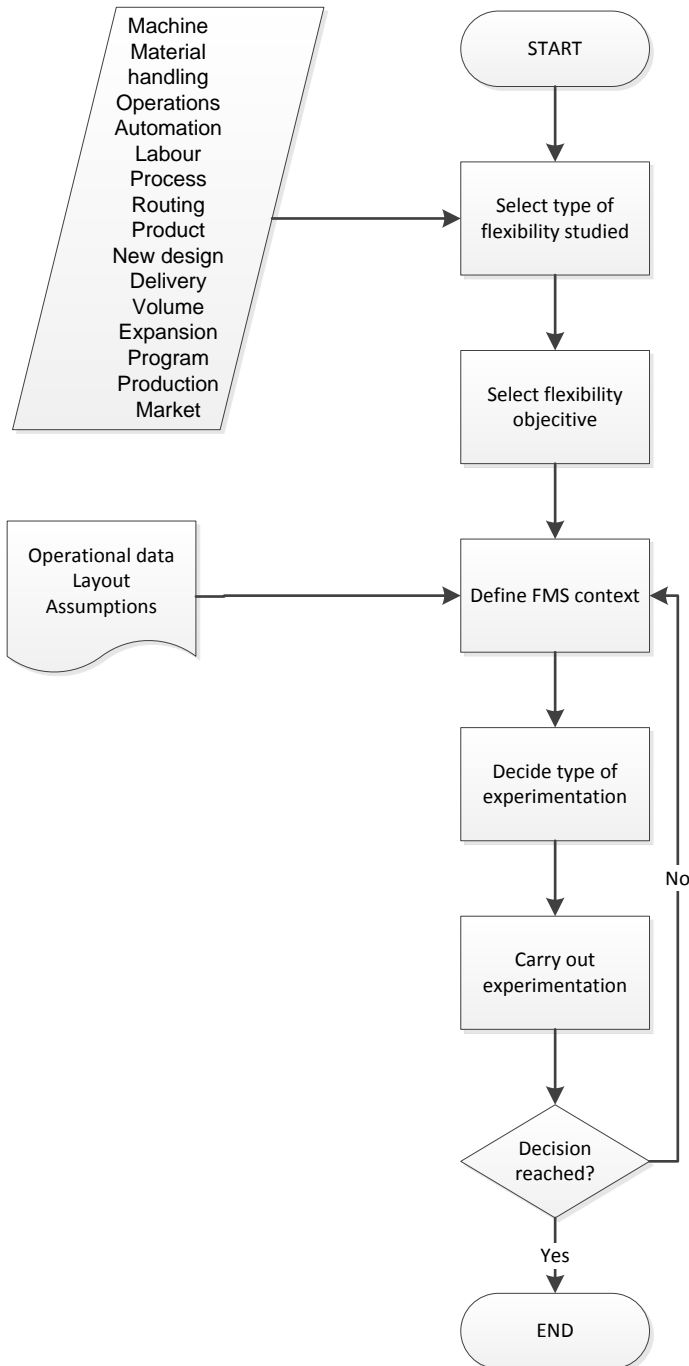 Machine
Material
handling
Operations
Automation
Labour
Process
Routing
Product
New design
Delivery
Volume
Expansion
Program
Production
Market
START
Select type of
flexibility studied
Select flexibility
objecitive
Operational data
Layout
Assumptions
Define FMS context
Decide type of
experimentation
No
Carry out
experimentation
Decision
reached?
Yes
END